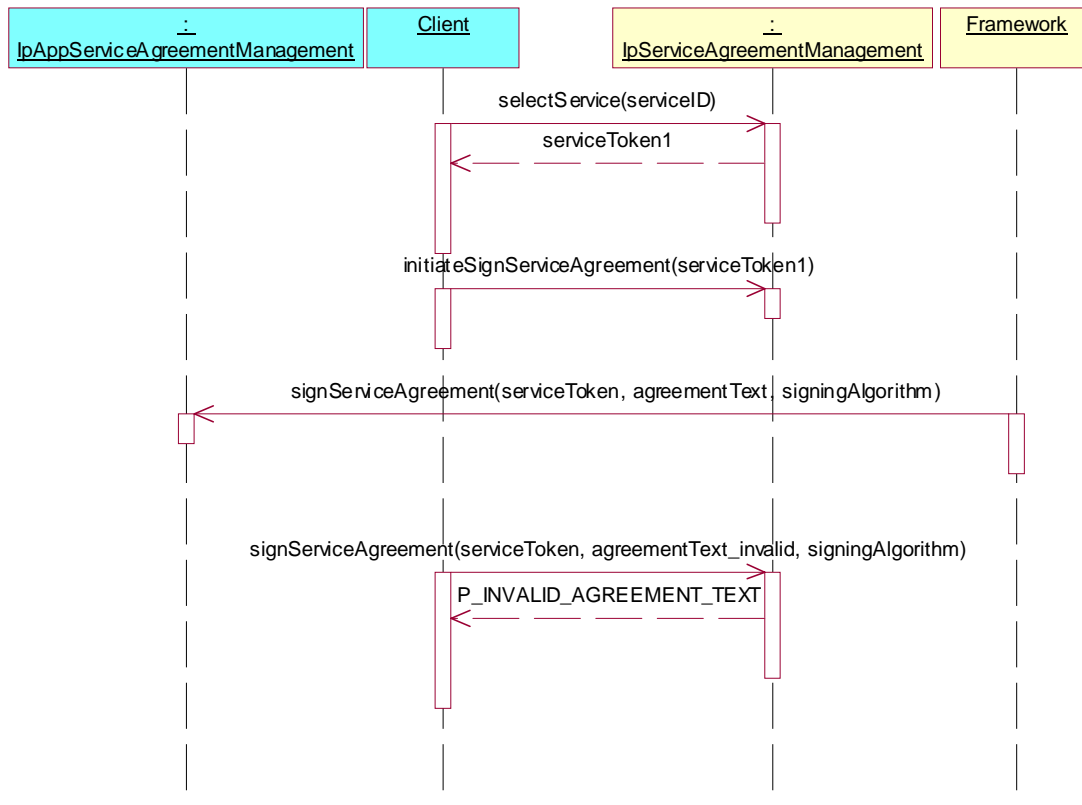 :
IpAppServiceAgreementManagement
Client
:
IpServiceAgreementManagement
Framework
selectService(serviceID)
serviceToken1
initiateSignServiceAgreement(serviceToken1)
signServiceAgreement(serviceToken, agreementText, signingAlgorithm)
signServiceAgreement(serviceToken, agreementText_invalid, signingAlgorithm)
P_INVALID_AGREEMENT_TEXT